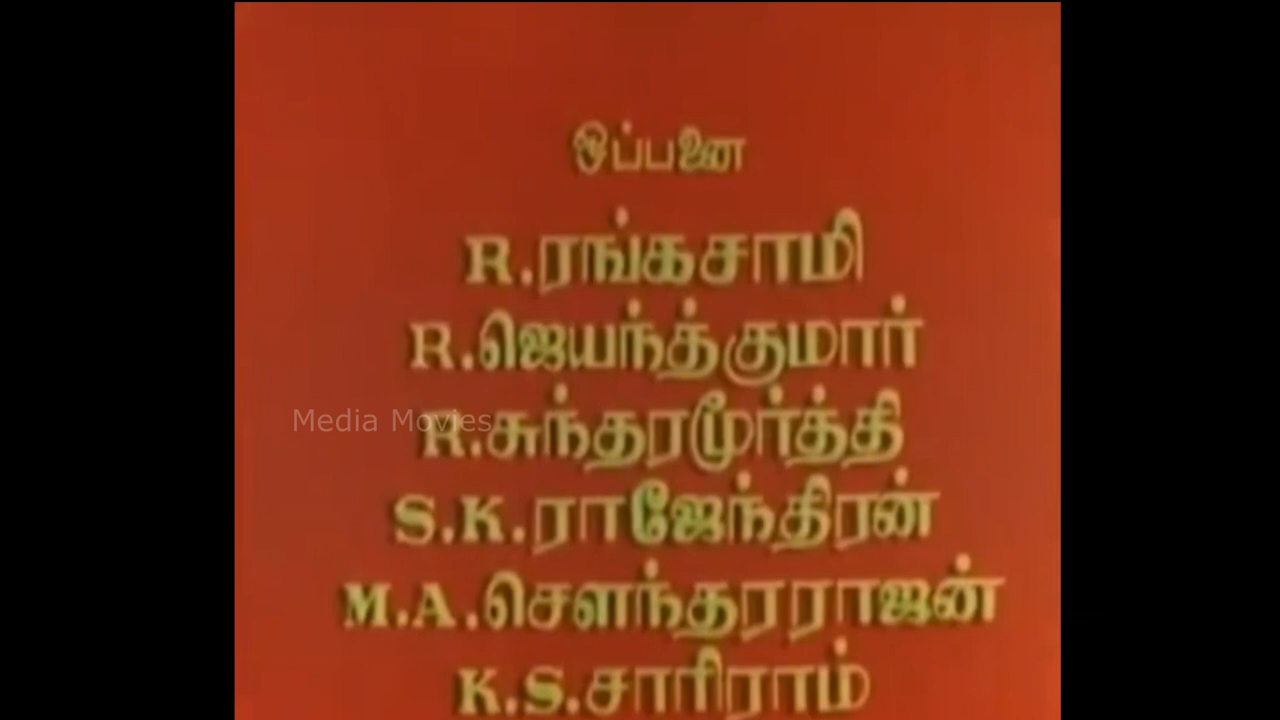 ஒப்பனை
R.ரங்கசாமி
R.ஜெயந்த்குமார்
R.சுந்தரமூர்த்தி
Media Movies
S.K.ராஜேந்திரன்
M.A.சௌந்தரராஜன்
K.S.சாரிராம்